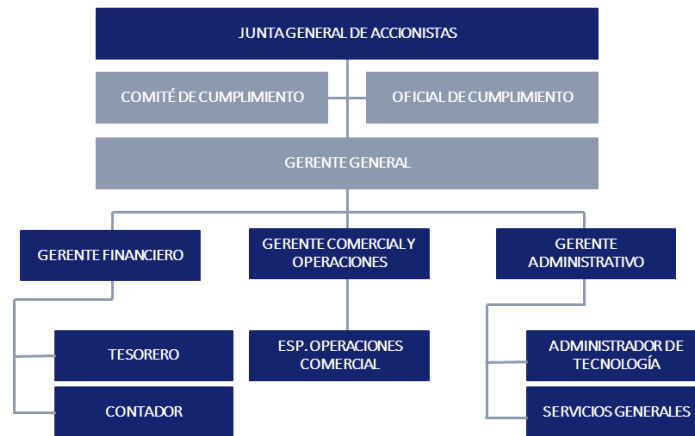 JUNTA GENERAL DE ACCIONISTAS
COMITÉ DE CUMPLIMIENTO
OFICIAL DE CUMPLIMIENTO
GERENTE GENERAL
GERENTE FINANCIERO
GERENTE COMERCIAL Y
OPERACIONES
GERENTE
ADMINISTRATIVO
TESORERO
ESP. OPERACIONES
COMERCIAL
ADMINISTRADOR DE
TECNOLOGÍA
CONTADOR
SERVICIOS GENERALES